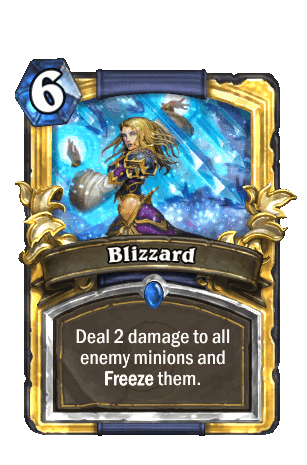 6
Blizzard
Deal 2 damage to all
enemy minions and
Freeze them.